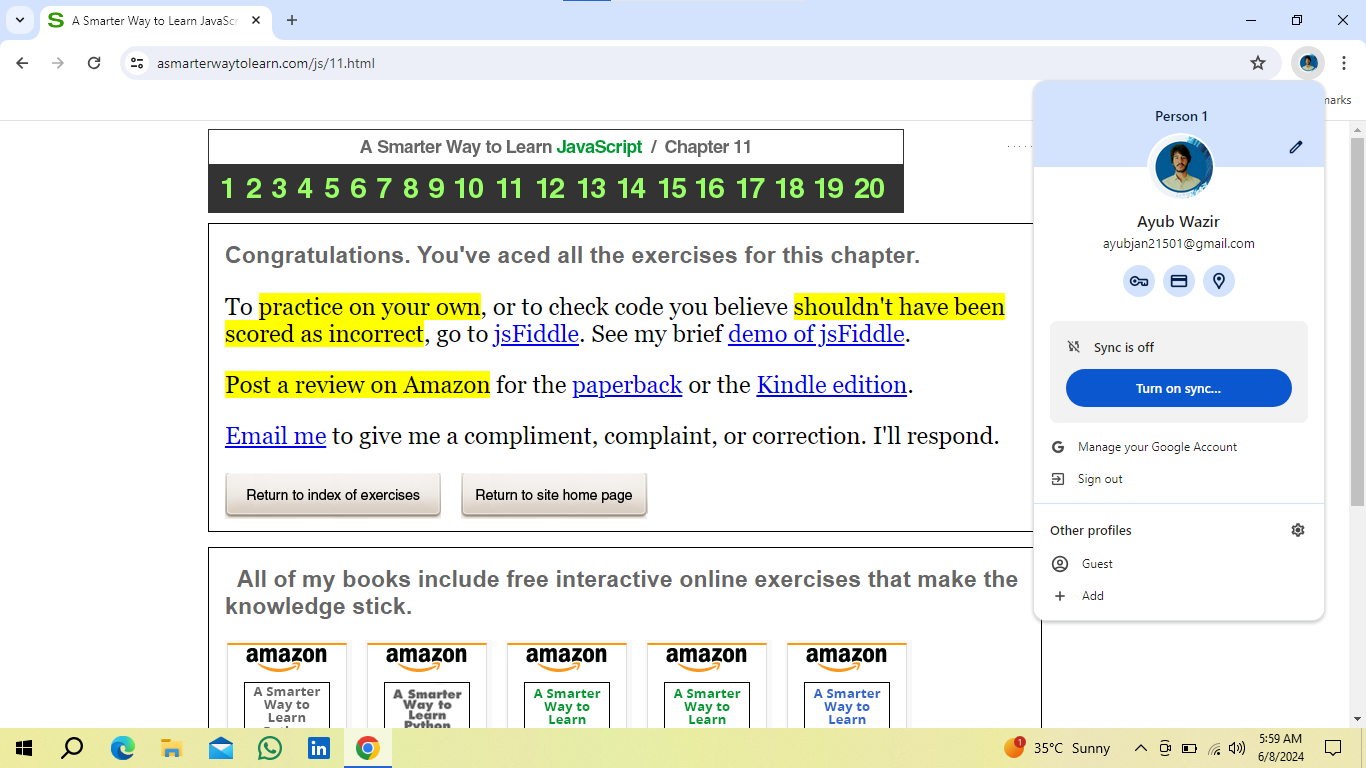 A Smarter Way to Learn JavaScr
asmarterwaytolearn.com/js/11.html
marks
A Smarter Way to Learn JavaScript / Chapter 11
1 2 3 4 5 6 7 8 9 10 11 12 13 14 15 16 17 18 19 20
Congratulations. You've aced all the exercises for this chapter.
To practice on your own, or to check code you believe shouldn't have been
scored as incorrect, go to jsFiddle. See my brief demo of jsFiddle.
Post a review on Amazon for the paperback or the Kindle edition.
Email me to give me a compliment, complaint, or correction. I'll respond.
Return to index of exercises
Return to site home page
All of my books include free interactive online exercises that make the
knowledge stick.
amazon
A Smarter
Way to
Learn
amazon
A Smarter
Way to
Learn
Python
amazon
A Smarter
Way to
Learn
amazon
A Smarter
Way to
Learn
amazon
A Smarter
Way to
Learn
Person 1
Ayub Wazir
ayubjan21501@gmail.com
Sync is off
Turn on sync...
Manage your Google Account
Sign out
Other profiles
Guest
Add
1
35°C Sunny
5:59 AM
6/8/2024